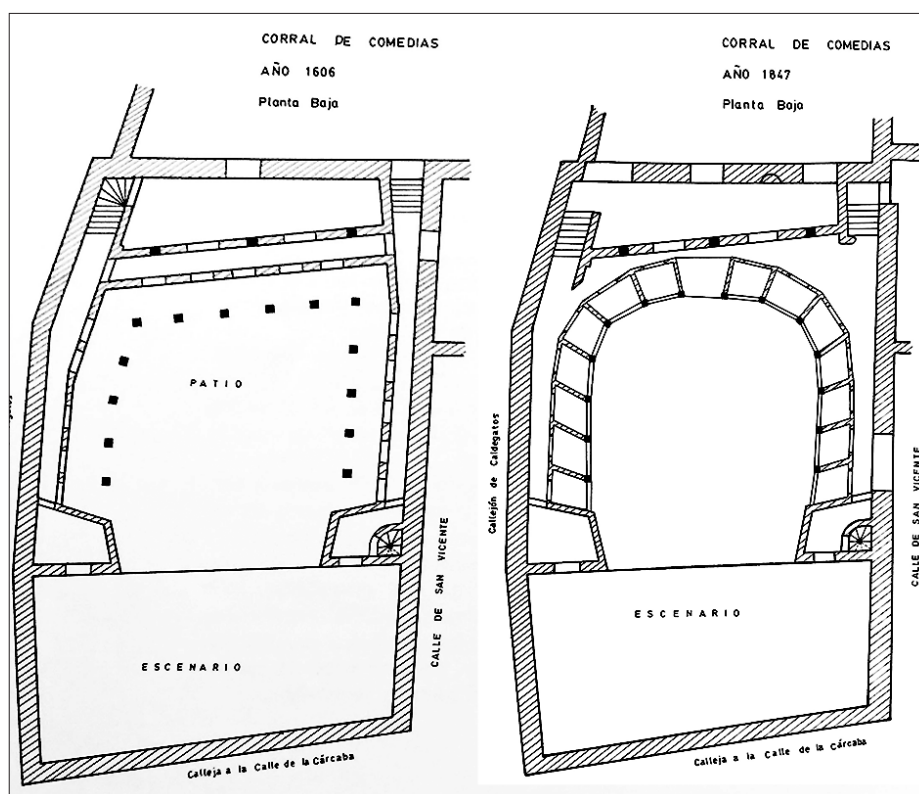 CORRAL DE COMEDIAS
AÑO 1606
Planta Baja
PATIO
ESCENARIO
CALLE DE SAN VICENTE
Calleja a la Calle de la Cárcaba
CORRAL DE COMEDIAS
AÑO 1847
Planta Baja
Callejón de Caldegatos
ESCENARIO
CALLE DE SAN VICENTE
Calleja a la Calle de la Cárcaba